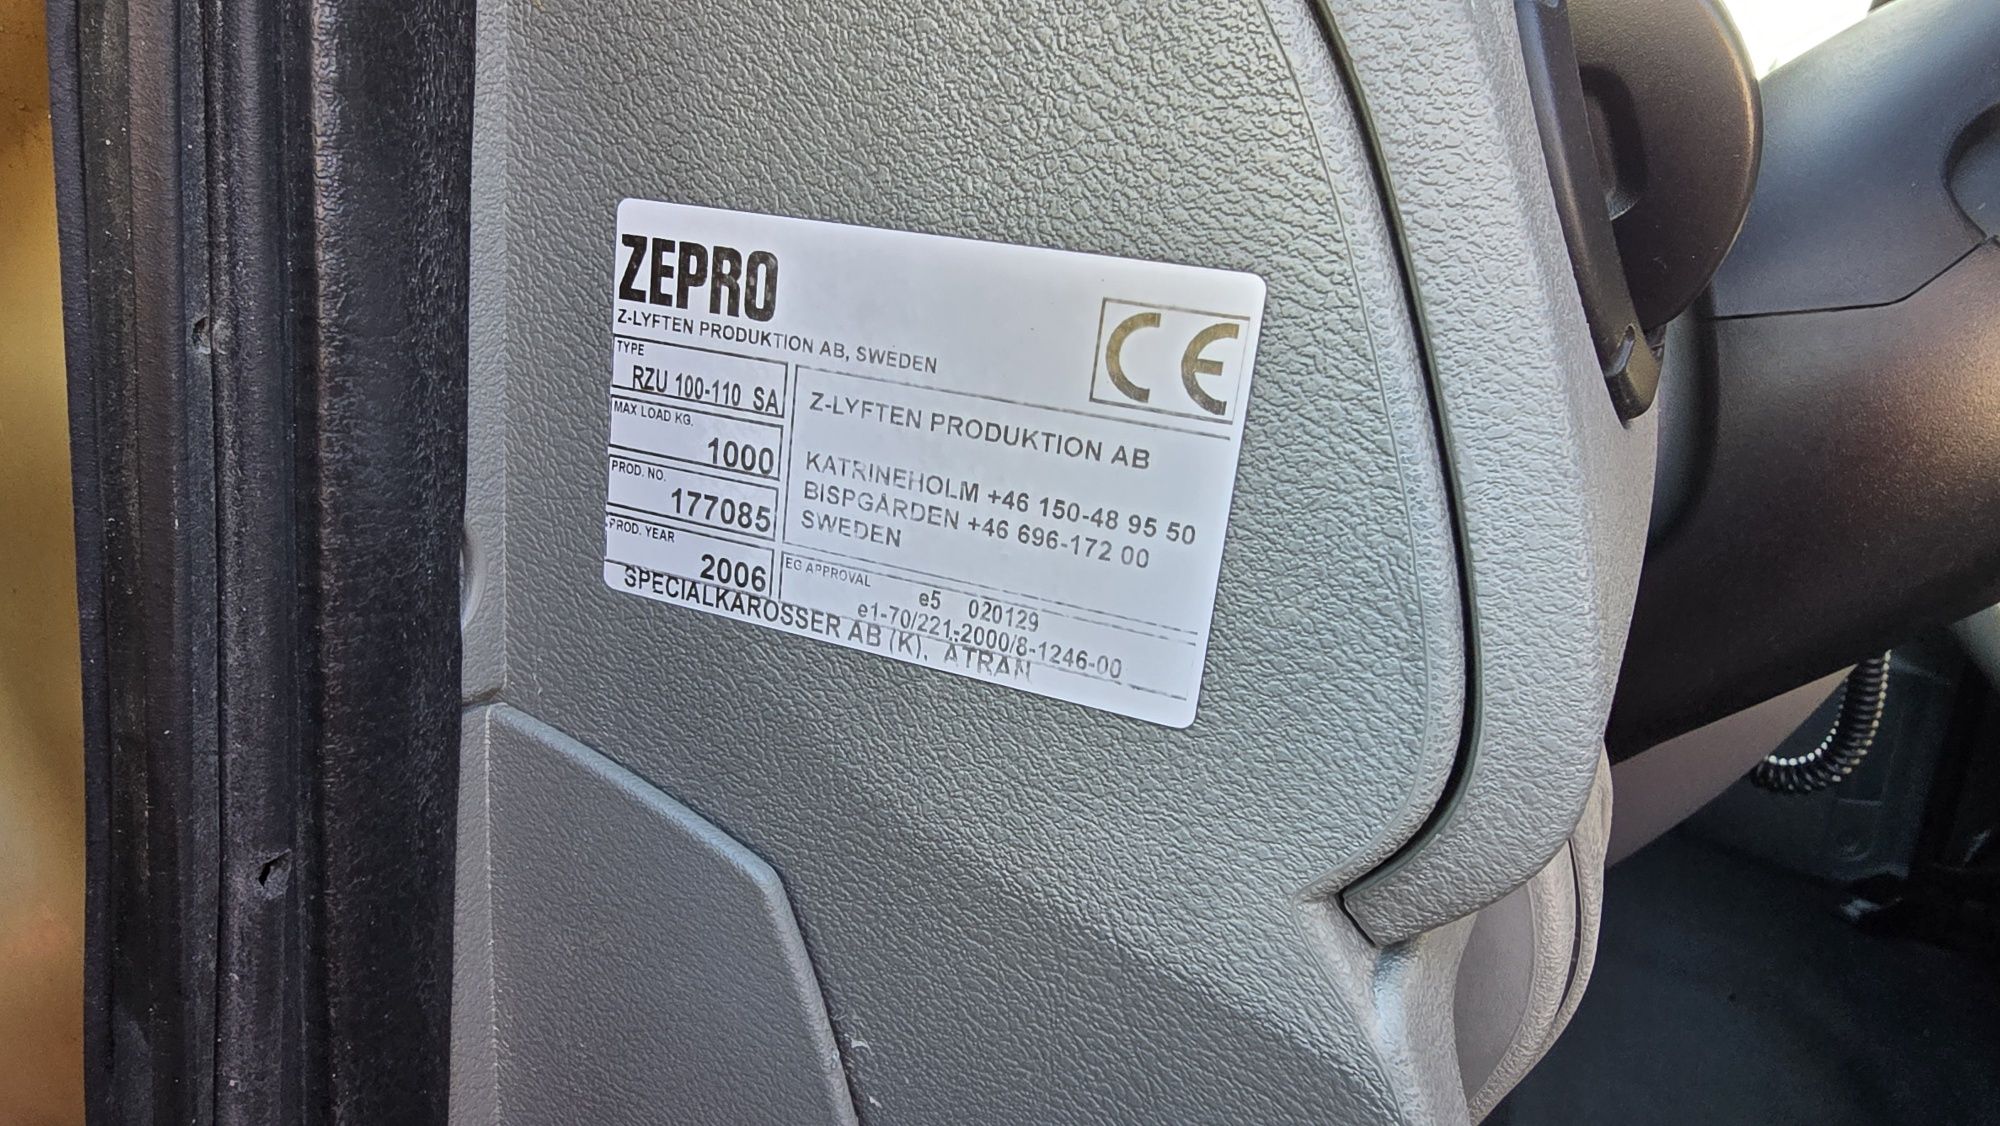 ZEPRO
Z-LYFTEN PRODUKTION AB, SWEDEN
CE
TYPE
RZU 100-110 SA
MAX LOAD KG.
1000
PROD. NO.
177085
PROD. YEAR
2006
Z-LYFTEN PRODUKTION AB
KATRINEHOLM +46 150-48 95 50
BISPGÅRDEN +46 696-172 00
SWEDEN
EG APPROVAL
e5 020129
e1-70/221-2000/8-1246-00
SPECIALKAROSSER AB (K), ÄTRAN